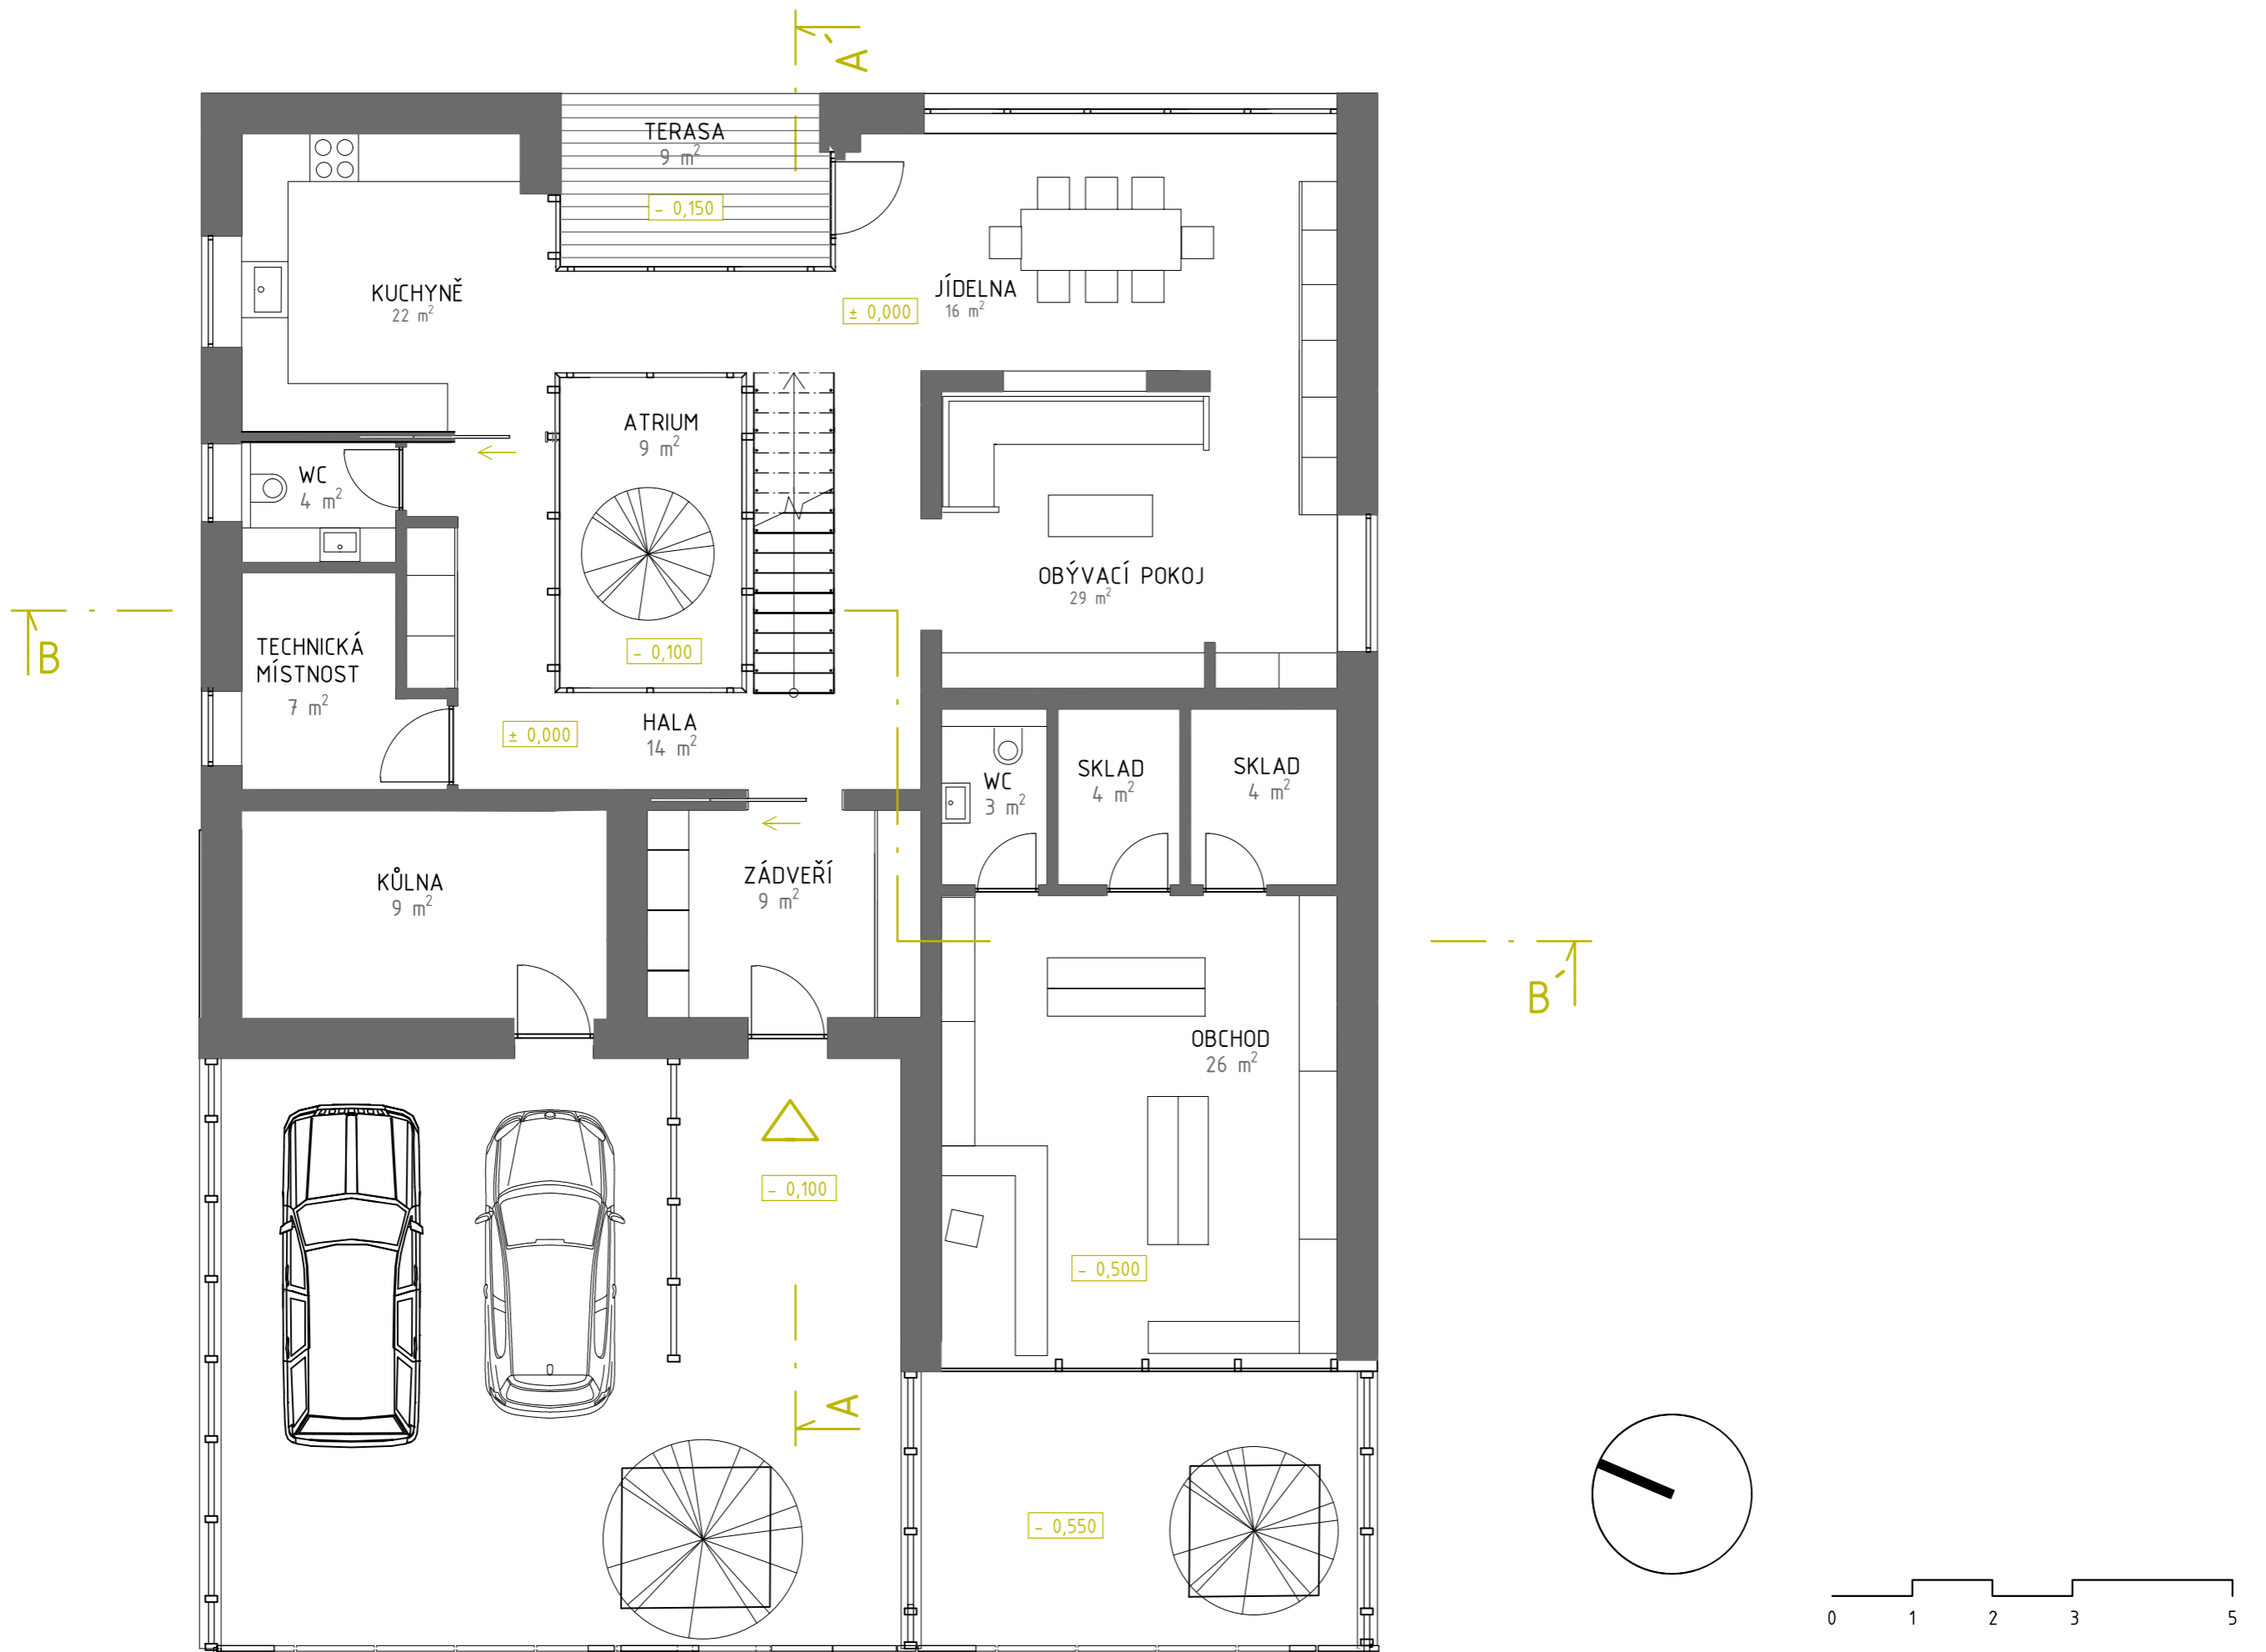 A´
TERASA
9 m²
- 0,150
KUCHYNĚ
22 m²
JÍDELNA
16 m²
± 0,000
ATRIUM
9 m²
WC
4 m²
OBÝVACÍ POKOJ
29 m²
B
TECHNICKÁ
MÍSTNOST
7 m²
- 0,100
HALA
14 m²
± 0,000
WC
3 m²
SKLAD
4 m²
SKLAD
4 m²
KŮLNA
9 m²
ZÁDVEŘÍ
9 m²
B´
OBCHOD
26 m²
- 0,100
- 0,500
A
- 0,550
0 1 2 3 5